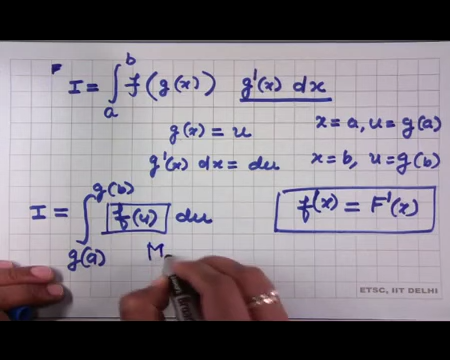 I = ∫_a^b f(g(x)) g'(x) dx
g(x) = u
x = a, u = g(a)
g'(x) dx = du
x = b, u = g(b)
I = ∫_{g(a)}^{g(b)} f(u) du
f(x) = F'(x)
M
ETSC, IIT DELHI